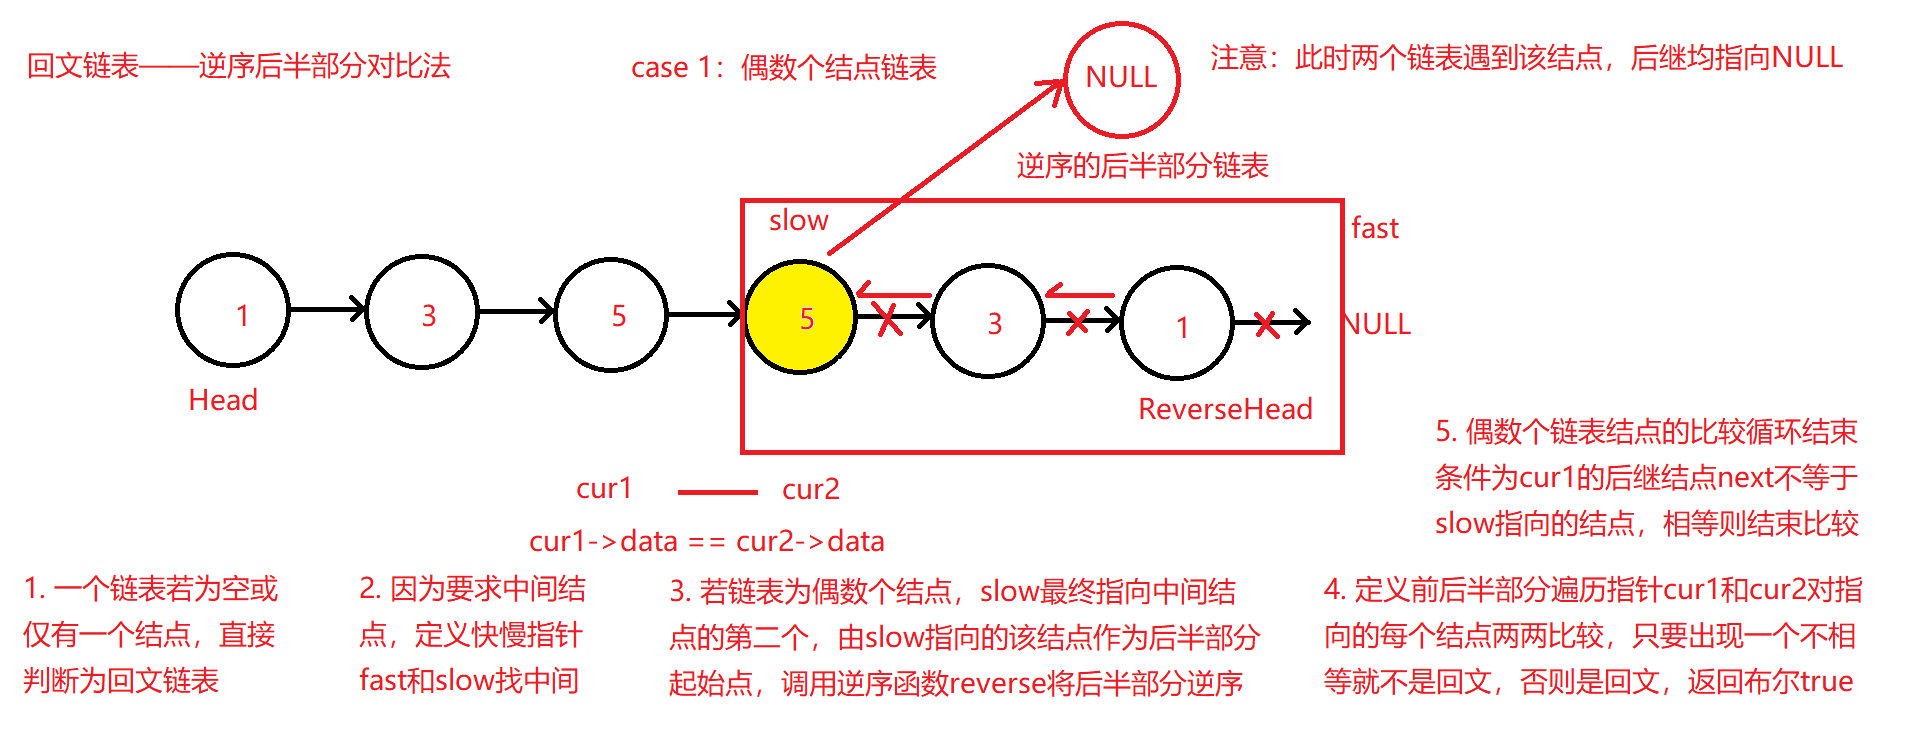 回文链表——逆序后半部分对比法
case 1：偶数个结点链表
NULL
注意：此时两个链表遇到该结点，后继均指向NULL
逆序的后半部分链表
slow
fast
1
3
5
5
3
1
NULL
Head
ReverseHead
cur1
cur2
cur1->data == cur2->data
5. 偶数个链表结点的比较循环结束
条件为cur1的后继结点next不等于
slow指向的结点，相等则结束比较
1. 一个链表若为空或
仅有一个结点，直接
判断为回文链表
2. 因为要求中间结
点，定义快慢指针
fast和slow找中间
3. 若链表为偶数个结点，slow最终指向中间结
点的第二个，由slow指向的该结点作为后半部分
起始点，调用逆序函数reverse将后半部分逆序
4. 定义前后半部分遍历指针cur1和cur2对指
向的每个结点两两比较，只要出现一个不相
等就不是回文，否则是回文，返回布尔true